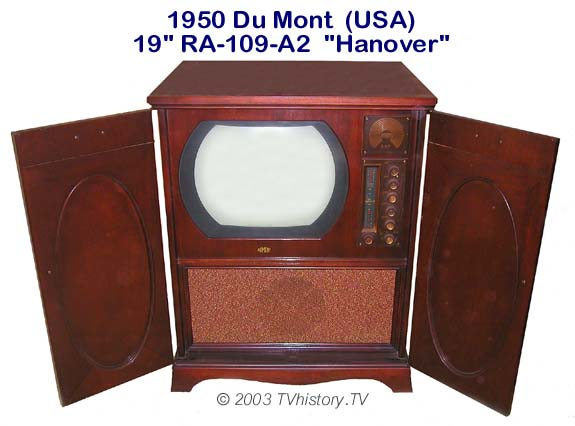 1950 Du Mont (USA)
19" RA-109-A2 "Hanover"
© 2003 TVhistory.TV